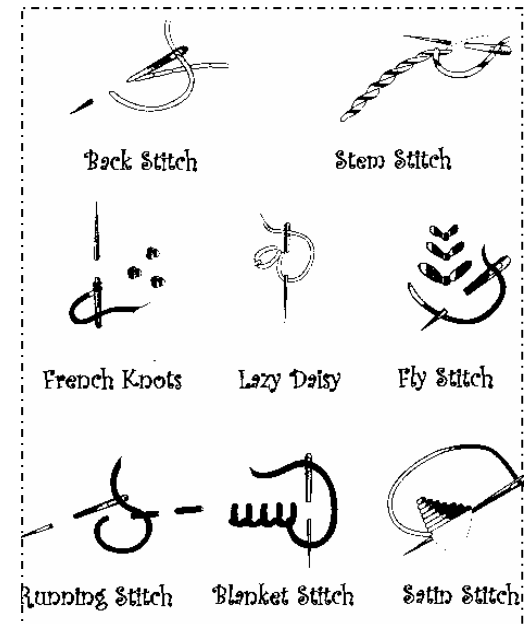 Back Stitch
Stem Stitch
French Knots
Lazy Daisy
Fly Stitch
Running Stitch
Blanket Stitch
Satin Stitch